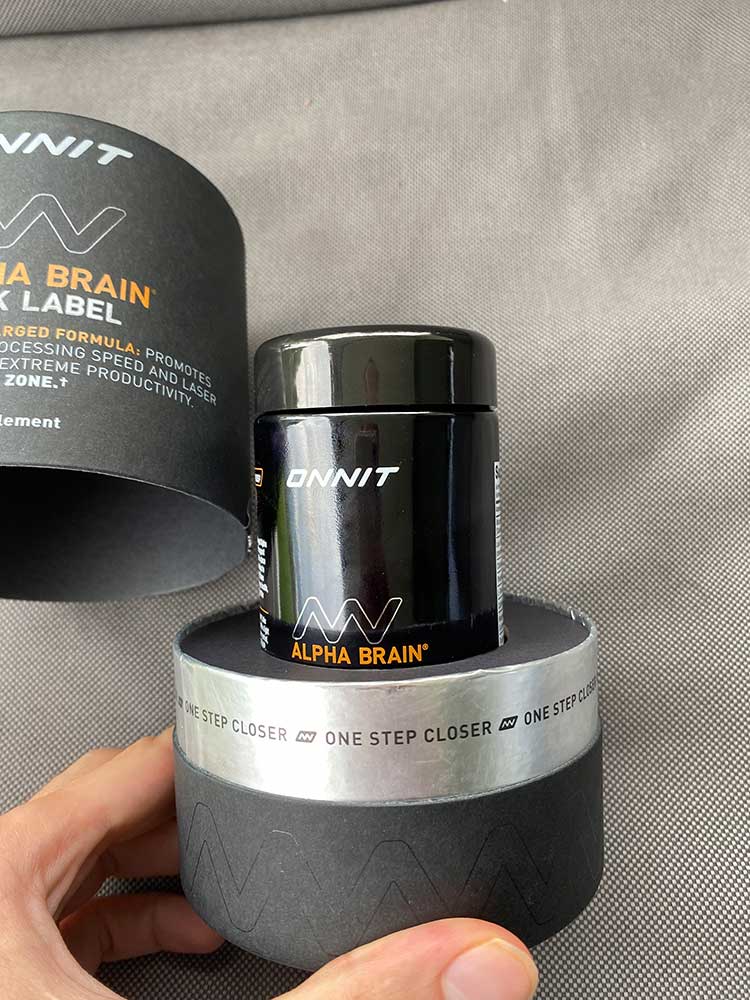 NNIT
HA BRAIN®
K LABEL
ARGED FORMULA: PROMOTES
OCESSING SPEED AND LASER
EXTREME PRODUCTIVITY.
ZONE.†
lement
ONNIT
ALPHA BRAIN®
ONE STEP CLOSER ONE STEP CLOSER ONE STEP CLOSER